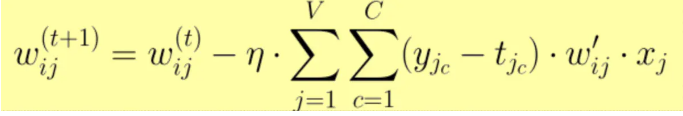 w_{ij}^{(t+1)} = w_{ij}^{(t)} - \eta \cdot \sum_{j=1}^{V} \sum_{c=1}^{C} (y_{j_c} - t_{j_c}) \cdot w'_{ij} \cdot x_j